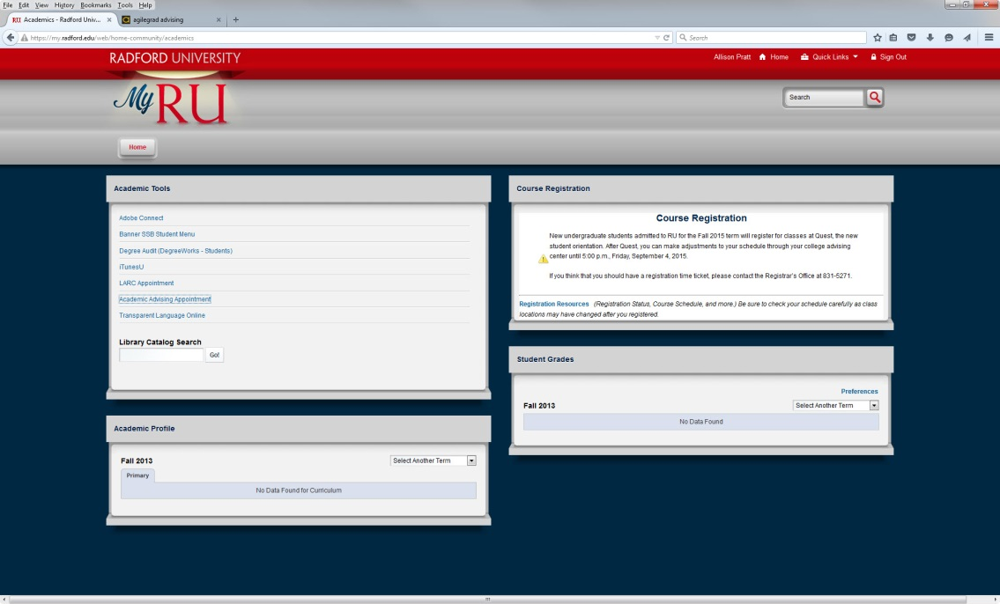 File Edit View History Bookmarks Tools Help
RU Academics - Radford Univ... × agilegrad advising × +
https://my.radford.edu/web/home-community/academics Search
RADFORD UNIVERSITY Allison Pratt Home Quick Links Sign Out
My RU
Search
Home
Academic Tools
Adobe Connect
Banner SSB Student Menu
Degree Audit (DegreeWorks - Students)
iTunesU
LARC Appointment
Academic Advising Appointment
Transparent Language Online
Library Catalog Search
Go!
Academic Profile
Fall 2013 Select Another Term
Primary
No Data Found for Curriculum
Course Registration
Course Registration
New undergraduate students admitted to RU for the Fall 2015 term will register for classes at Quest, the new
student orientation. After Quest, you can make adjustments to your schedule through your college advising
center until 5:00 p.m., Friday, September 4, 2015.
If you think that you should have a registration time ticket, please contact the Registrar's Office at 831-5271.
Registration Resources (Registration Status, Course Schedule, and more.) Be sure to check your schedule carefully as class
locations may have changed after you registered.
Student Grades
Preferences
Fall 2013 Select Another Term
No Data Found